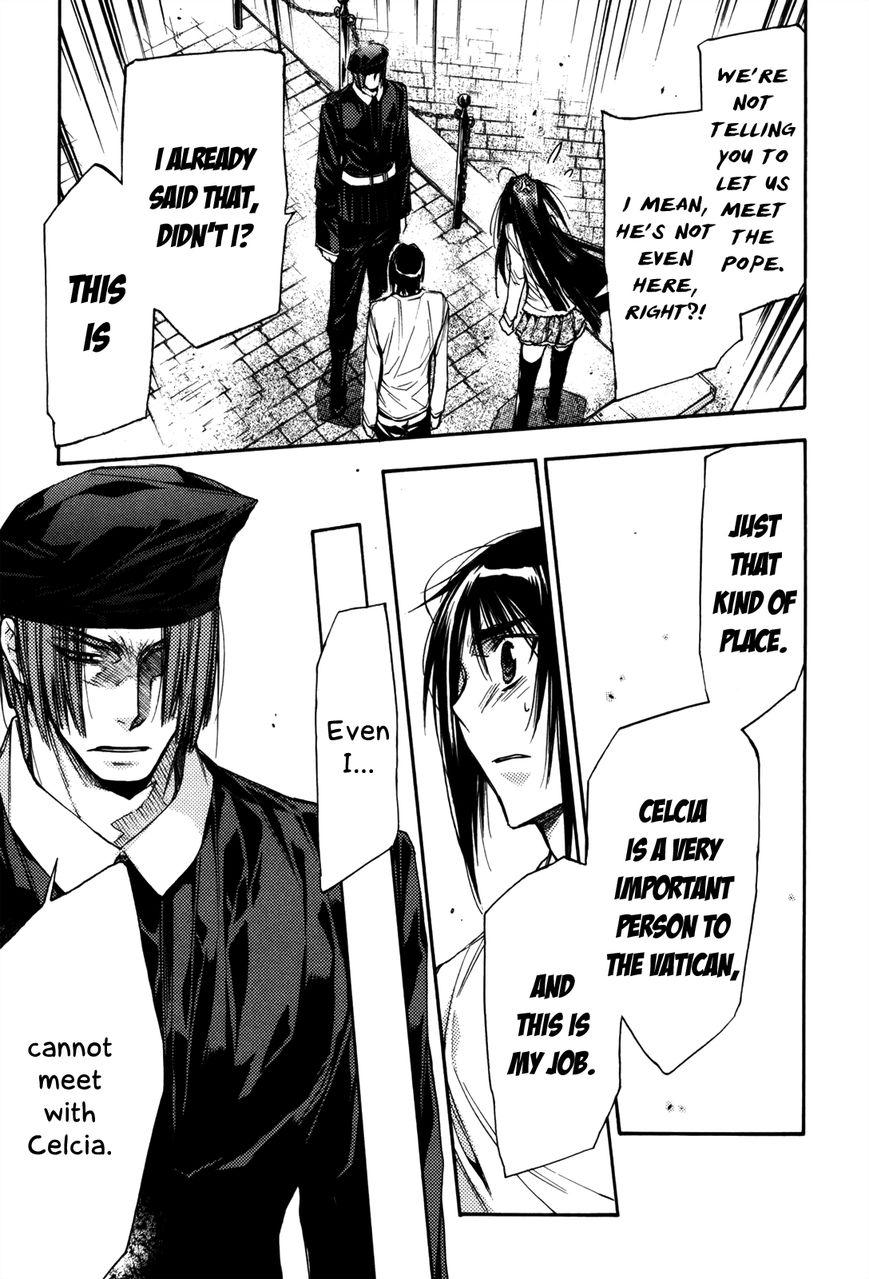 WE'RE
NOT
TELLING
YOU TO
LET US
MEET
THE
POPE.
I MEAN,
HE'S NOT
EVEN
HERE,
RIGHT?!
I ALREADY
SAID THAT,
DIDN'T I?
THIS
IS
JUST
THAT
KIND OF
PLACE.
CELCIA
IS A VERY
IMPORTANT
PERSON TO
THE VATICAN,
AND
THIS IS
MY JOB.
Even
I...
cannot
meet
with
Celcia.